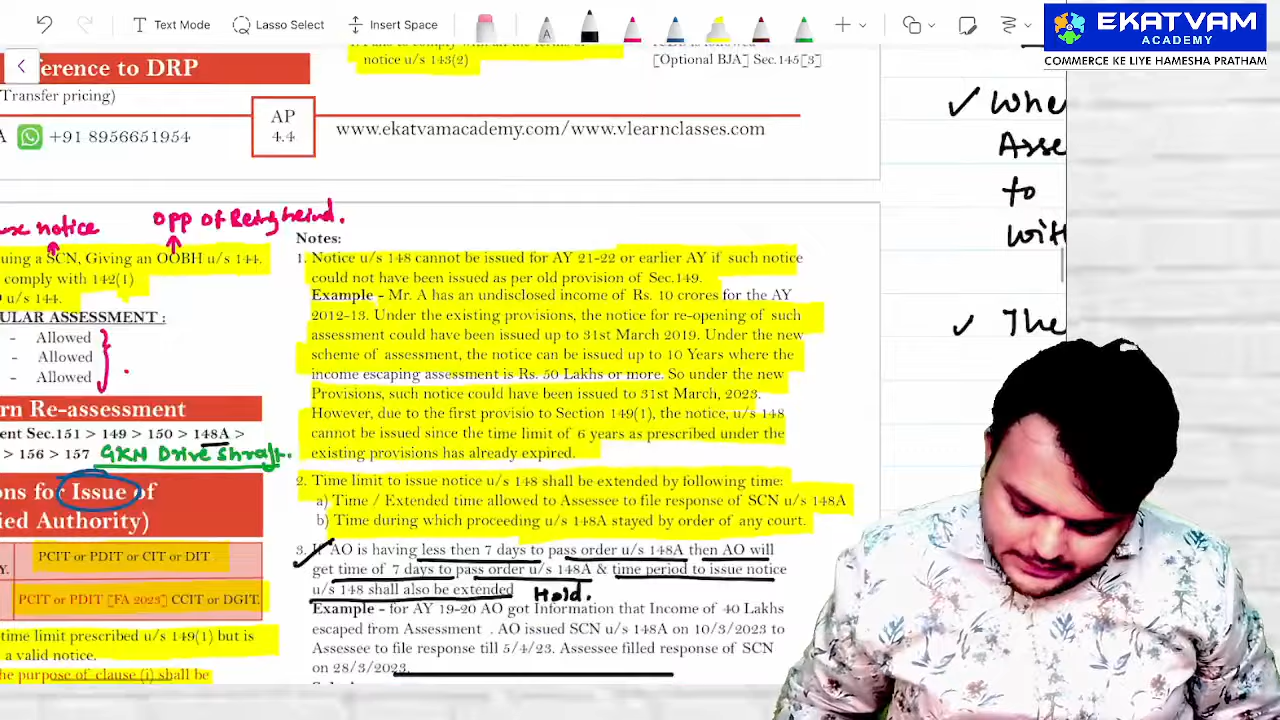 Text Mode
Lasso Select
Insert Space
EKATVAM
ACADEMY
COMMERCE KE LIYE HAMESHA PRATHAM
ference to DRP
Transfer pricing)
+91 8956651954
AP
4.4
notice u/s 143(2)
[Optional BJA] Sec.145[3]
www.ekatvamacademy.com/www.vlearnclasses.com
notice
opp of Being heard.
uing a SCN, Giving an OOBH u/s 144.
comply with 142(1)
u/s 144.
ULAR ASSESSMENT :
- Allowed
- Allowed
- Allowed
rn Re-assessment
ent Sec.151 > 149 > 150 > 148A >
> 156 > 157 GKN Drive Shraft.
ons for Issue of
ied Authority)
PCIT or PDIT or CIT or DIT
Y.
PCIT or PDIT [FA 2023] CCIT or DGIT.
time limit prescribed u/s 149(1) but is
a valid notice.
he purpose of clause (i) shall be
Notes:
1. Notice u/s 148 cannot be issued for AY 21-22 or earlier AY if such notice
could not have been issued as per old provision of Sec.149.
Example - Mr. A has an undisclosed income of Rs. 10 crores for the AY
2012-13. Under the existing provisions, the notice for re-opening of such
assessment could have been issued up to 31st March 2019. Under the new
scheme of assessment, the notice can be issued up to 10 Years where the
income escaping assessment is Rs. 50 Lakhs or more. So under the new
Provisions, such notice could have been issued to 31st March, 2023.
However, due to the first provisio to Section 149(1), the notice, u/s 148
cannot be issued since the time limit of 6 years as prescribed under the
existing provisions has already expired.
2. Time limit to issue notice u/s 148 shall be extended by following time:
a) Time / Extended time allowed to Assessee to file response of SCN u/s 148A
b) Time during which proceeding u/s 148A stayed by order of any court.
3. If AO is having less then 7 days to pass order u/s 148A then AO will
get time of 7 days to pass order u/s 148A & time period to issue notice
u/s 148 shall also be extended Hold.
Example - for AY 19-20 AO got Information that Income of 40 Lakhs
escaped from Assessment . AO issued SCN u/s 148A on 10/3/2023 to
Assessee to file response till 5/4/23. Assessee filled response of SCN
on 28/3/2023.
✓ Whe
Asse
to
with
✓ The